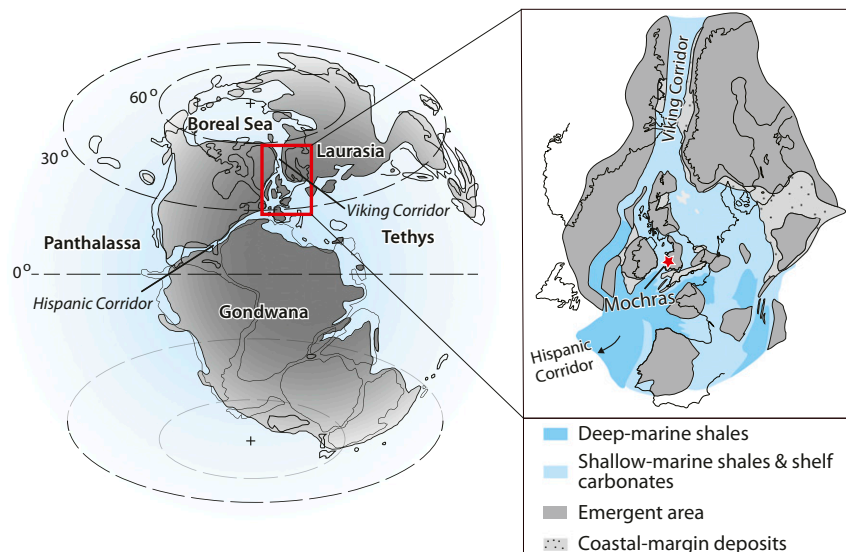 60°
Boreal Sea
30°
Laurasia
Viking Corridor
Panthalassa
Tethys
0°
Hispanic Corridor
Gondwana
Viking Corridor
Mochras
Hispanic
Corridor
Deep-marine shales
Shallow-marine shales & shelf
carbonates
Emergent area
Coastal-margin deposits